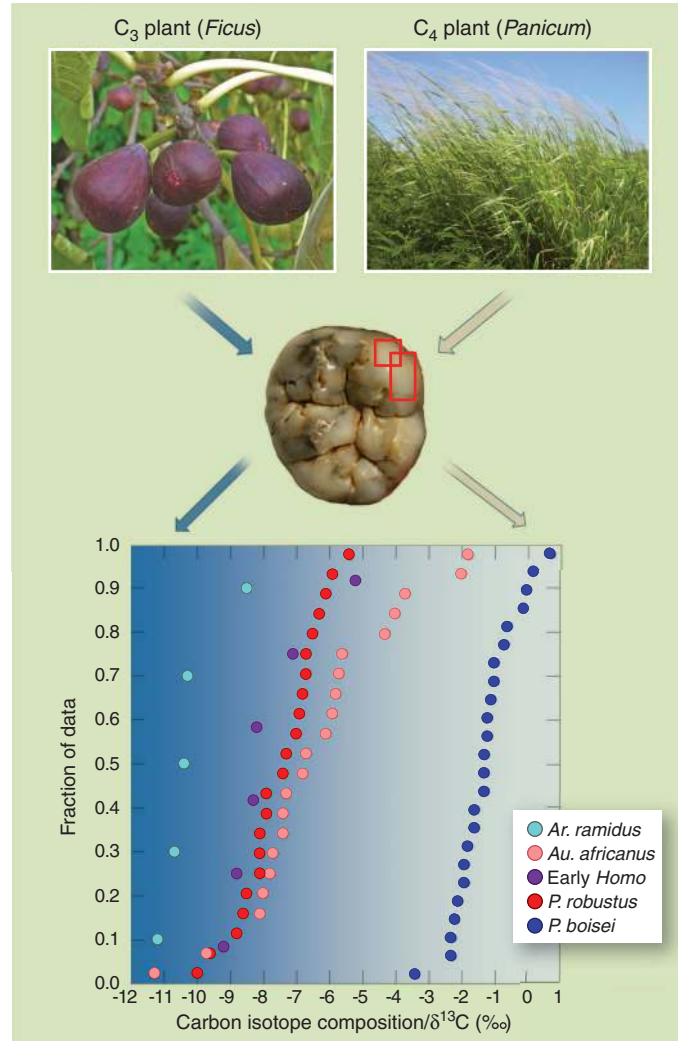 C₃ plant (Ficus)
C₄ plant (Panicum)
1.0
0.9
0.8
0.7
0.6
0.5
0.4
0.3
0.2
0.1
0.0
Fraction of data
-12 -11 -10 -9 -8 -7 -6 -5 -4 -3 -2 -1 0 1
Carbon isotope composition/δ¹³C (‰)
Ar. ramidus
Au. africanus
Early Homo
P. robustus
P. boisei